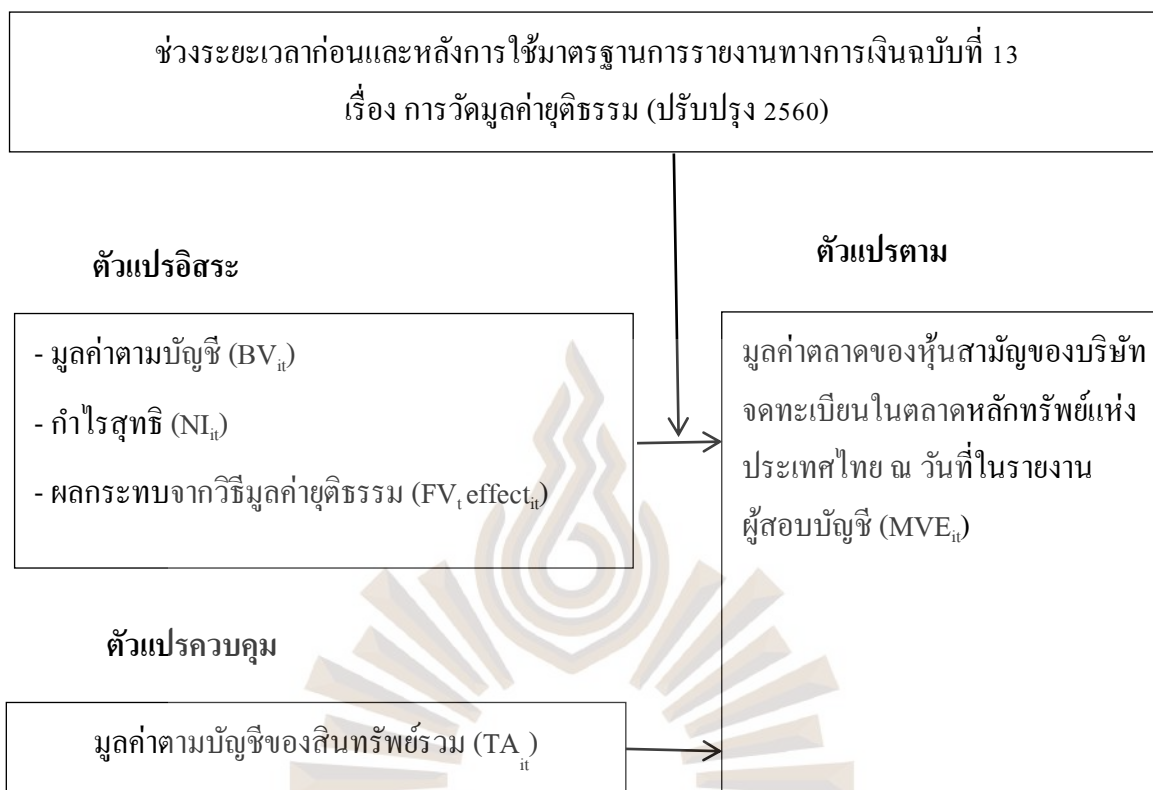 ช่วงระยะเวลาก่อนและหลังการใช้มาตรฐานการรายงานทางการเงินฉบับที่ 13
เรื่อง การวัดมูลค่ายุติธรรม (ปรับปรุง 2560)
ตัวแปรอิสระ
- มูลค่าตามบัญชี (BVit)
- กำไรสุทธิ (NIit)
- ผลกระทบจากวิธีมูลค่ายุติธรรม (FVt effectit)
ตัวแปรตาม
มูลค่าตลาดของหุ้นสามัญของบริษัท
จดทะเบียนในตลาดหลักทรัพย์แห่ง
ประเทศไทย ณ วันที่ในรายงาน
ผู้สอบบัญชี (MVEit)
ตัวแปรควบคุม
มูลค่าตามบัญชีของสินทรัพย์รวม (TAit)